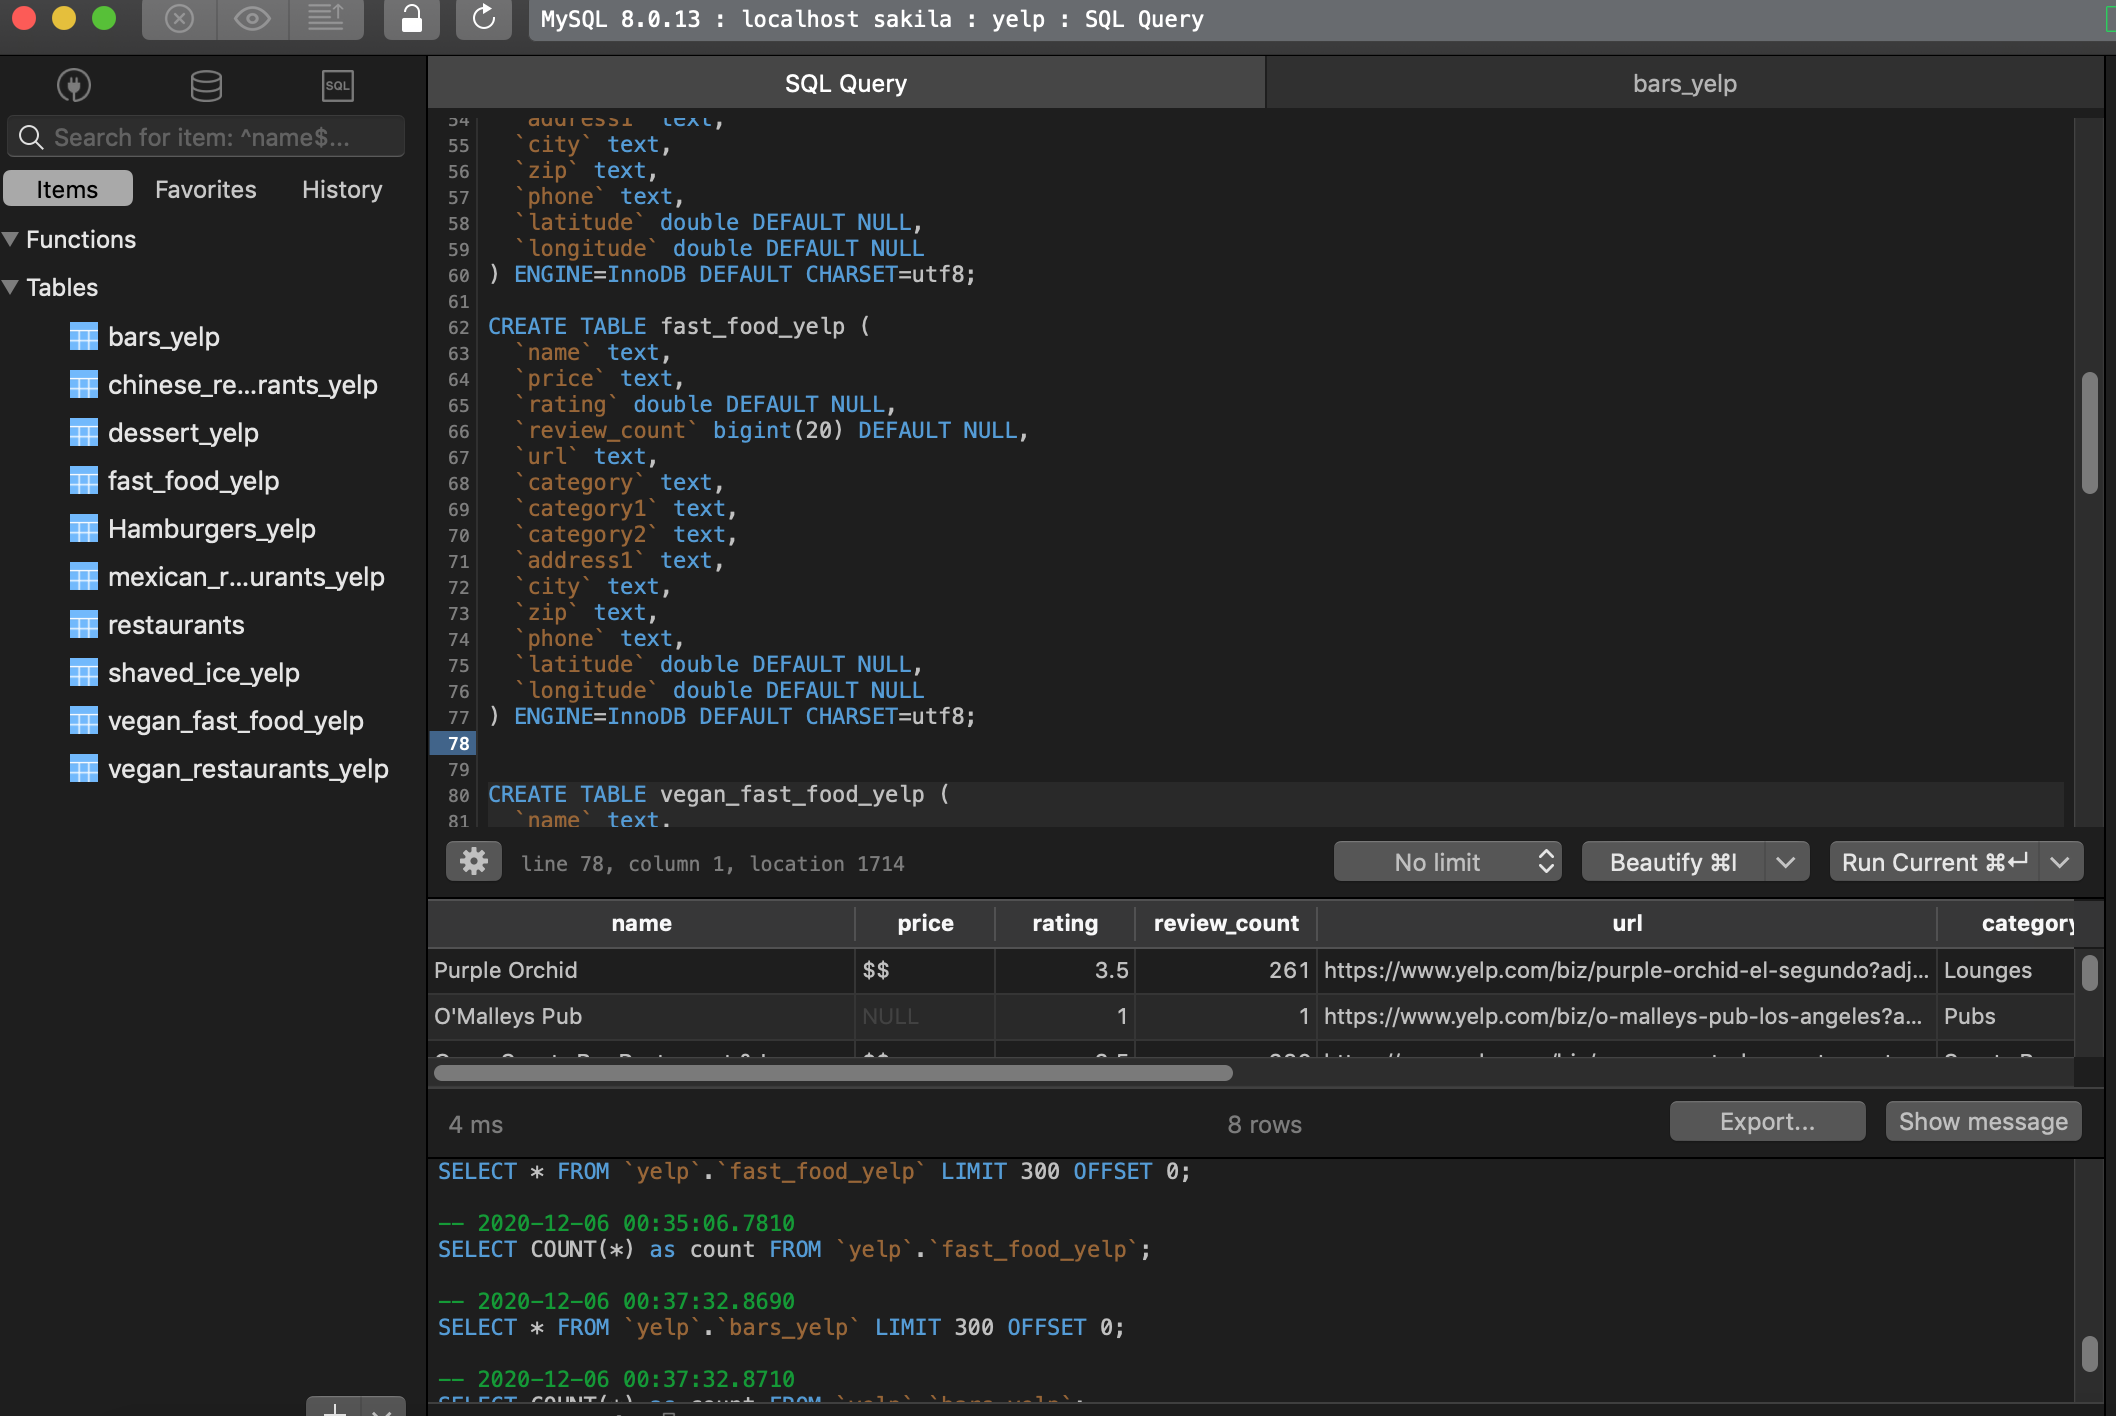 MySQL 8.0.13 : localhost sakila : yelp : SQL Query
SQL
SQL Query
bars_yelp
Search for item: ^name$...
Items Favorites History
Functions
Tables
bars_yelp
chinese_re...rants_yelp
dessert_yelp
fast_food_yelp
Hamburgers_yelp
mexican_r...urants_yelp
restaurants
shaved_ice_yelp
vegan_fast_food_yelp
vegan_restaurants_yelp
54 `address1` text,
55 `city` text,
56 `zip` text,
57 `phone` text,
58 `latitude` double DEFAULT NULL,
59 `longitude` double DEFAULT NULL
60 ) ENGINE=InnoDB DEFAULT CHARSET=utf8;
61
62 CREATE TABLE fast_food_yelp (
63 `name` text,
64 `price` text,
65 `rating` double DEFAULT NULL,
66 `review_count` bigint(20) DEFAULT NULL,
67 `url` text,
68 `category` text,
69 `category1` text,
70 `category2` text,
71 `address1` text,
72 `city` text,
73 `zip` text,
74 `phone` text,
75 `latitude` double DEFAULT NULL,
76 `longitude` double DEFAULT NULL
77 ) ENGINE=InnoDB DEFAULT CHARSET=utf8;
78
79
80 CREATE TABLE vegan_fast_food_yelp (
81 `name` text,
line 78, column 1, location 1714
No limit Beautify ⌘I Run Current ⌘↵
name price rating review_count url category
Purple Orchid $$ 3.5 261 https://www.yelp.com/biz/purple-orchid-el-segundo?adj... Lounges
O'Malleys Pub NULL 1 1 https://www.yelp.com/biz/o-malleys-pub-los-angeles?a... Pubs
4 ms 8 rows Export... Show message
SELECT * FROM `yelp`.`fast_food_yelp` LIMIT 300 OFFSET 0;
-- 2020-12-06 00:35:06.7810
SELECT COUNT(*) as count FROM `yelp`.`fast_food_yelp`;
-- 2020-12-06 00:37:32.8690
SELECT * FROM `yelp`.`bars_yelp` LIMIT 300 OFFSET 0;
-- 2020-12-06 00:37:32.8710
SELECT COUNT(*) as count FROM `yelp`.`bars_yelp`;